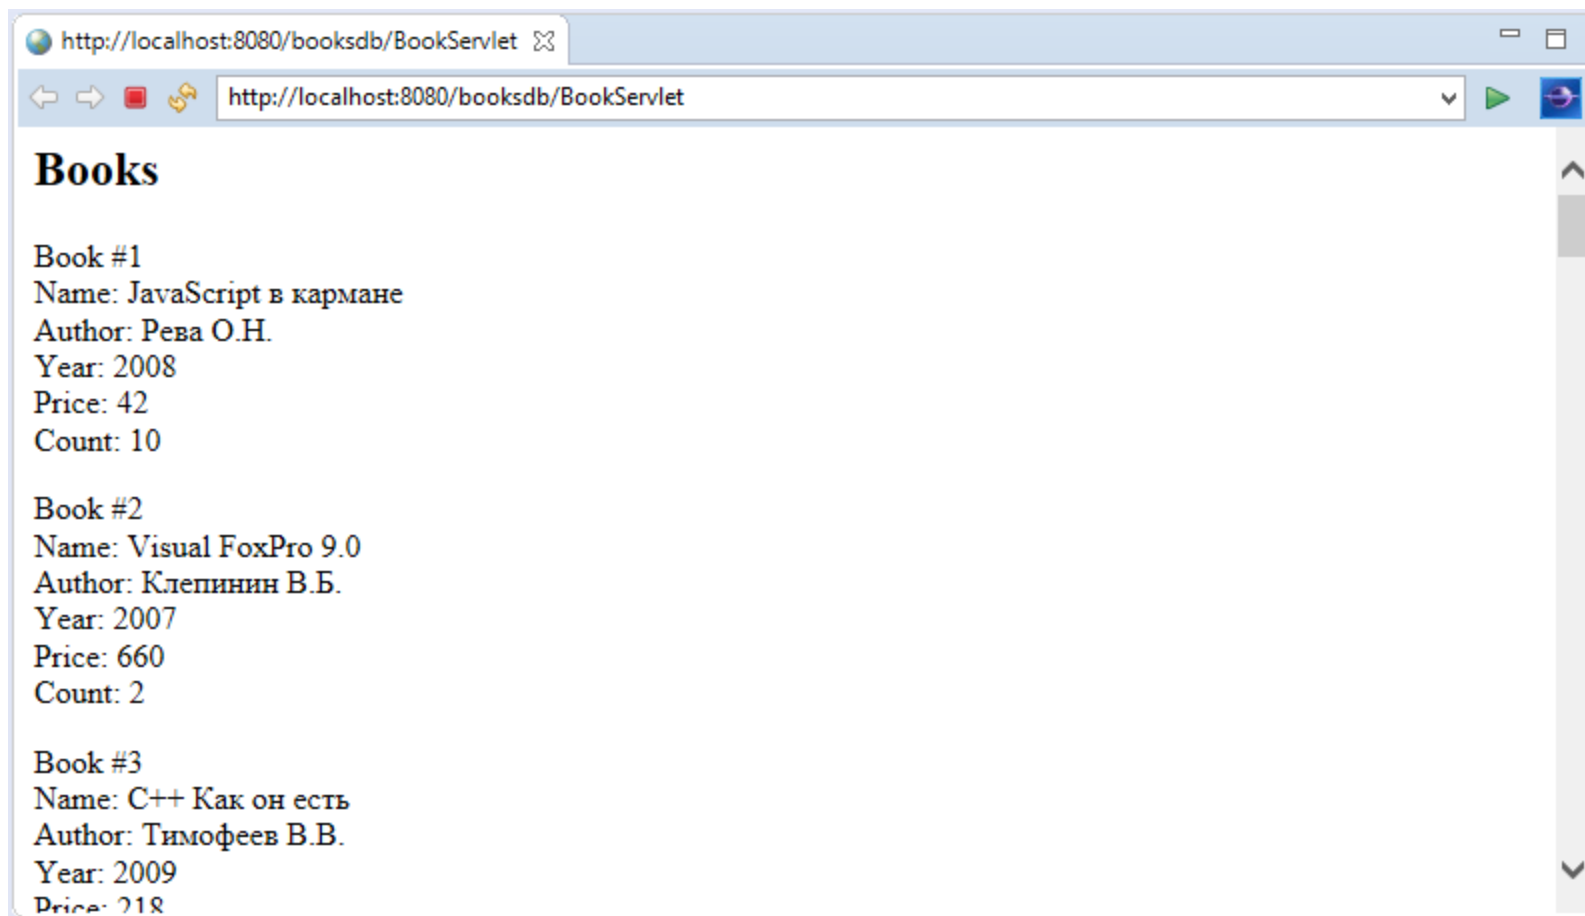 http://localhost:8080/booksdb/BookServlet
http://localhost:8080/booksdb/BookServlet
Books
Book #1
Name: JavaScript в кармане
Author: Рева О.Н.
Year: 2008
Price: 42
Count: 10
Book #2
Name: Visual FoxPro 9.0
Author: Клепинин В.Б.
Year: 2007
Price: 660
Count: 2
Book #3
Name: C++ Как он есть
Author: Тимофеев В.В.
Year: 2009
Price: 218